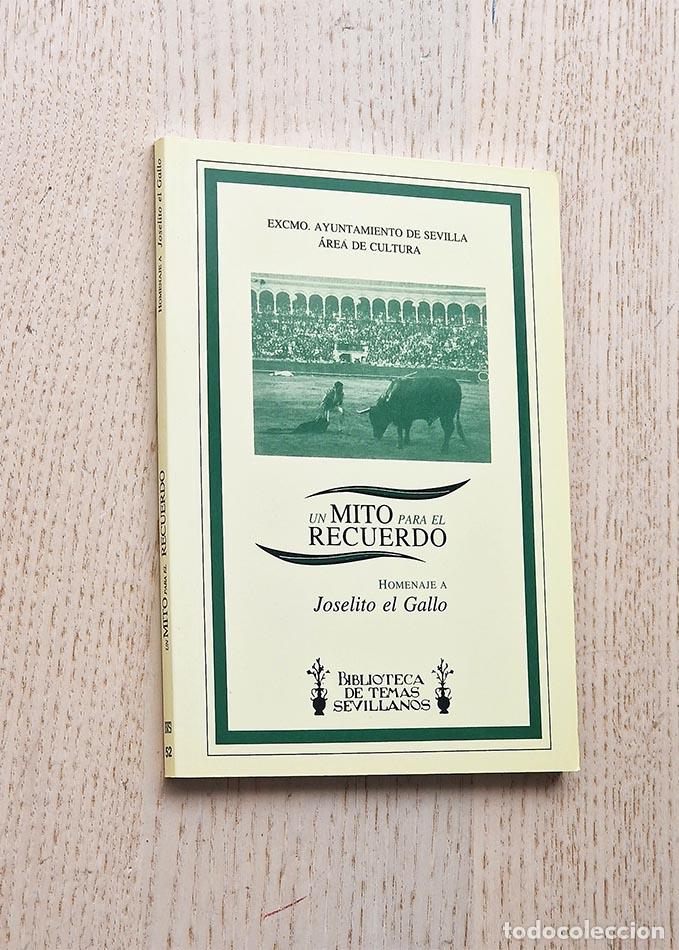 EXCMO. AYUNTAMIENTO DE SEVILLA
ÁREA DE CULTURA
UN MITO PARA EL
RECUERDO
HOMENAJE A
Joselito el Gallo
BIBLIOTECA
DE TEMAS
SEVILLANOS
UN MITO PARA EL RECUERDO HOMENAJE A Joselito el Gallo
52
todocoleccion